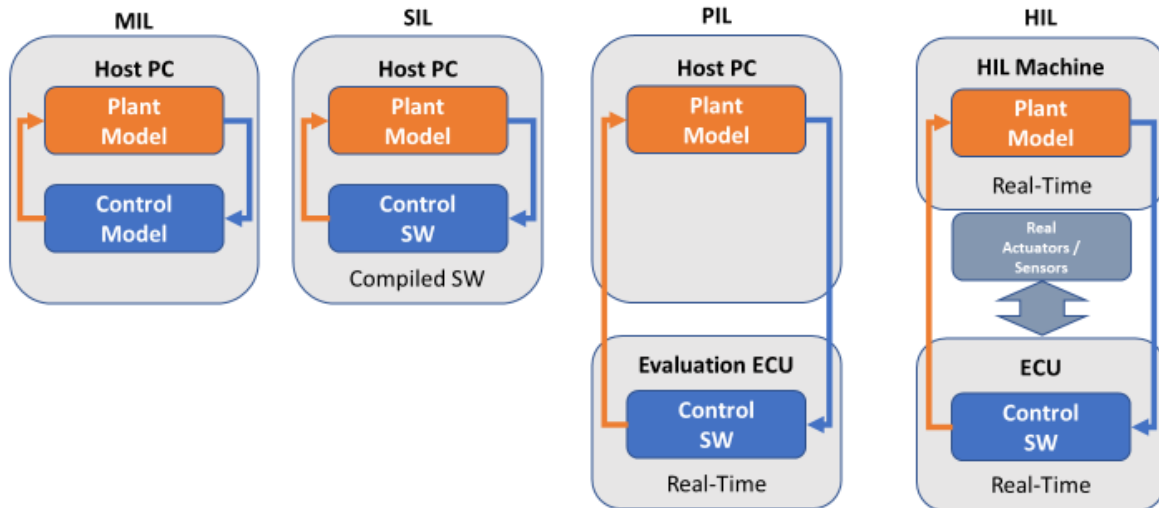 MIL
Host PC
Plant
Model
Control
Model
SIL
Host PC
Plant
Model
Control
SW
Compiled SW
PIL
Host PC
Plant
Model
Evaluation ECU
Control
SW
Real-Time
HIL
HIL Machine
Plant
Model
Real-Time
Real
Actuators /
Sensors
ECU
Control
SW
Real-Time